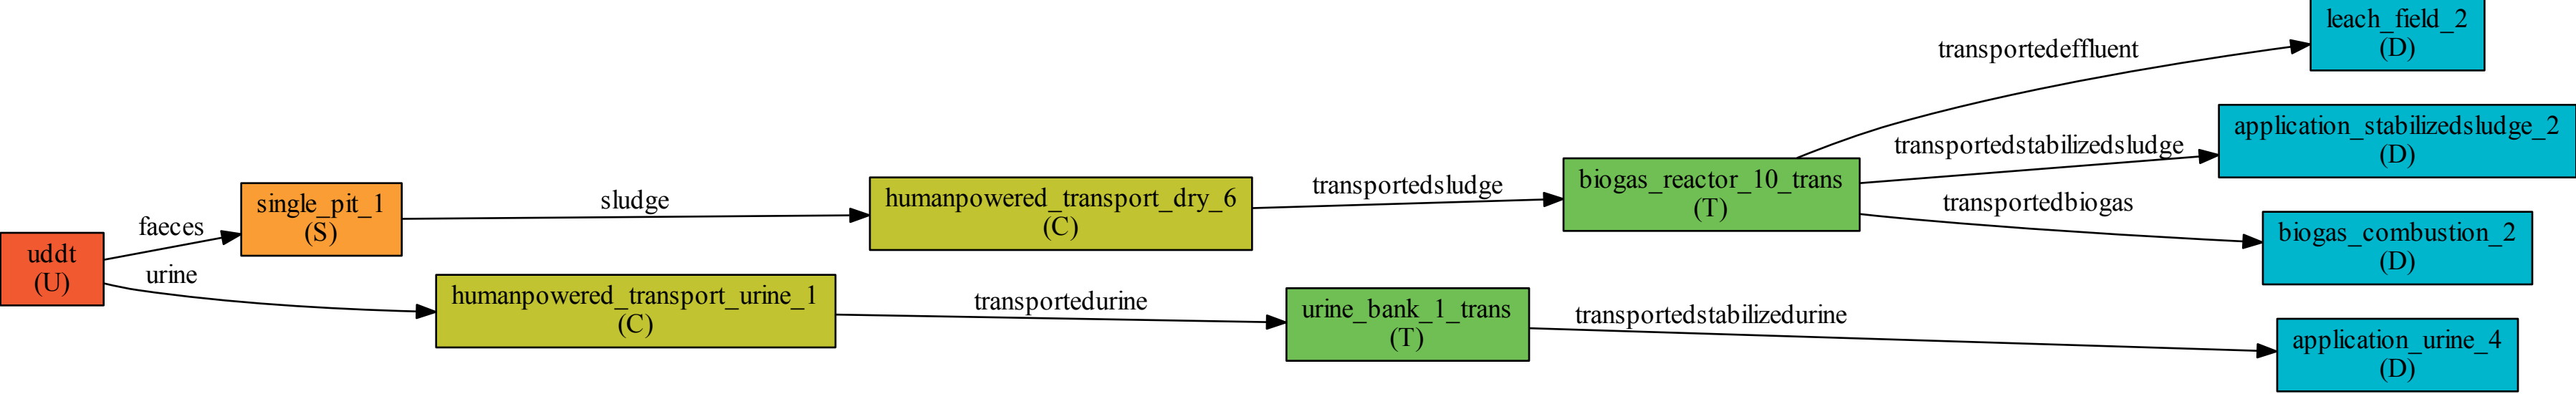 uddt
(U)
faeces
urine
single_pit_1
(S)
sludge
humanpowered_transport_urine_1
(C)
humanpowered_transport_dry_6
(C)
transportedurine
transportedsludge
urine_bank_1_trans
(T)
biogas_reactor_10_trans
(T)
transportedeffluent
transportedstabilizedsludge
transportedbiogas
transportedstabilizedurine
leach_field_2
(D)
application_stabilizedsludge_2
(D)
biogas_combustion_2
(D)
application_urine_4
(D)